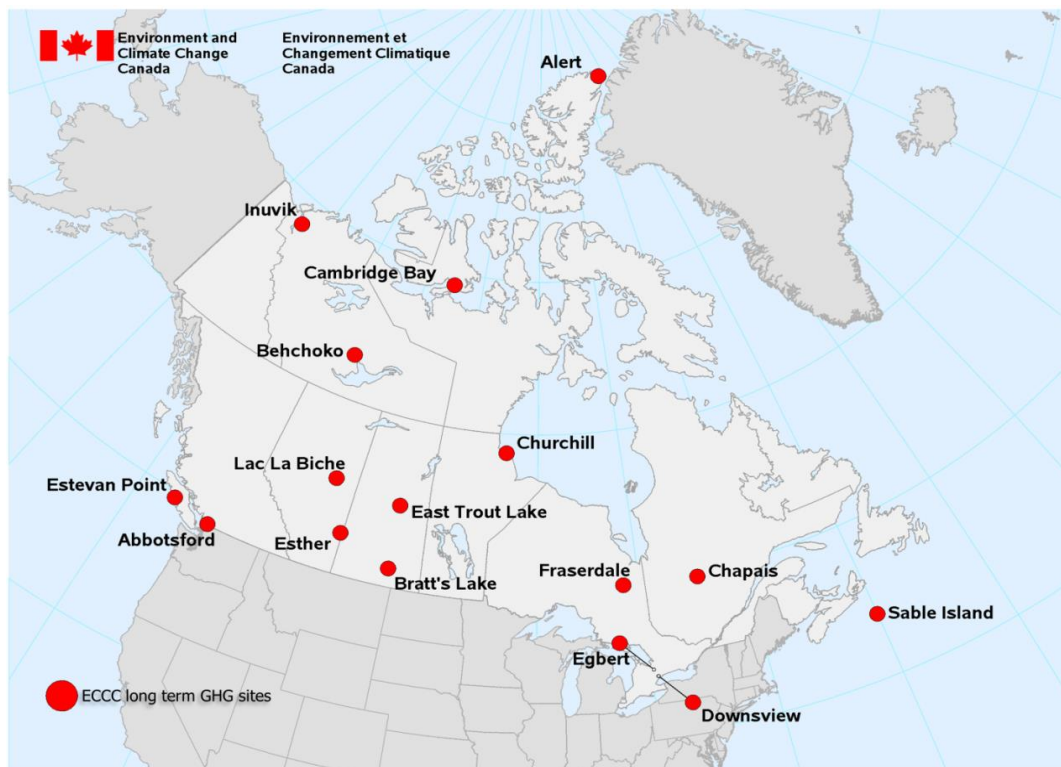 Environment and
Climate Change
Canada
Environnement et
Changement Climatique
Canada
Alert
Inuvik
Cambridge Bay
Behchoko
Churchill
Lac La Biche
Estevan Point
East Trout Lake
Abbotsford
Esther
Bratt's Lake
Fraserdale
Chapais
Sable Island
Egbert
ECCC long term GHG sites
Downsview